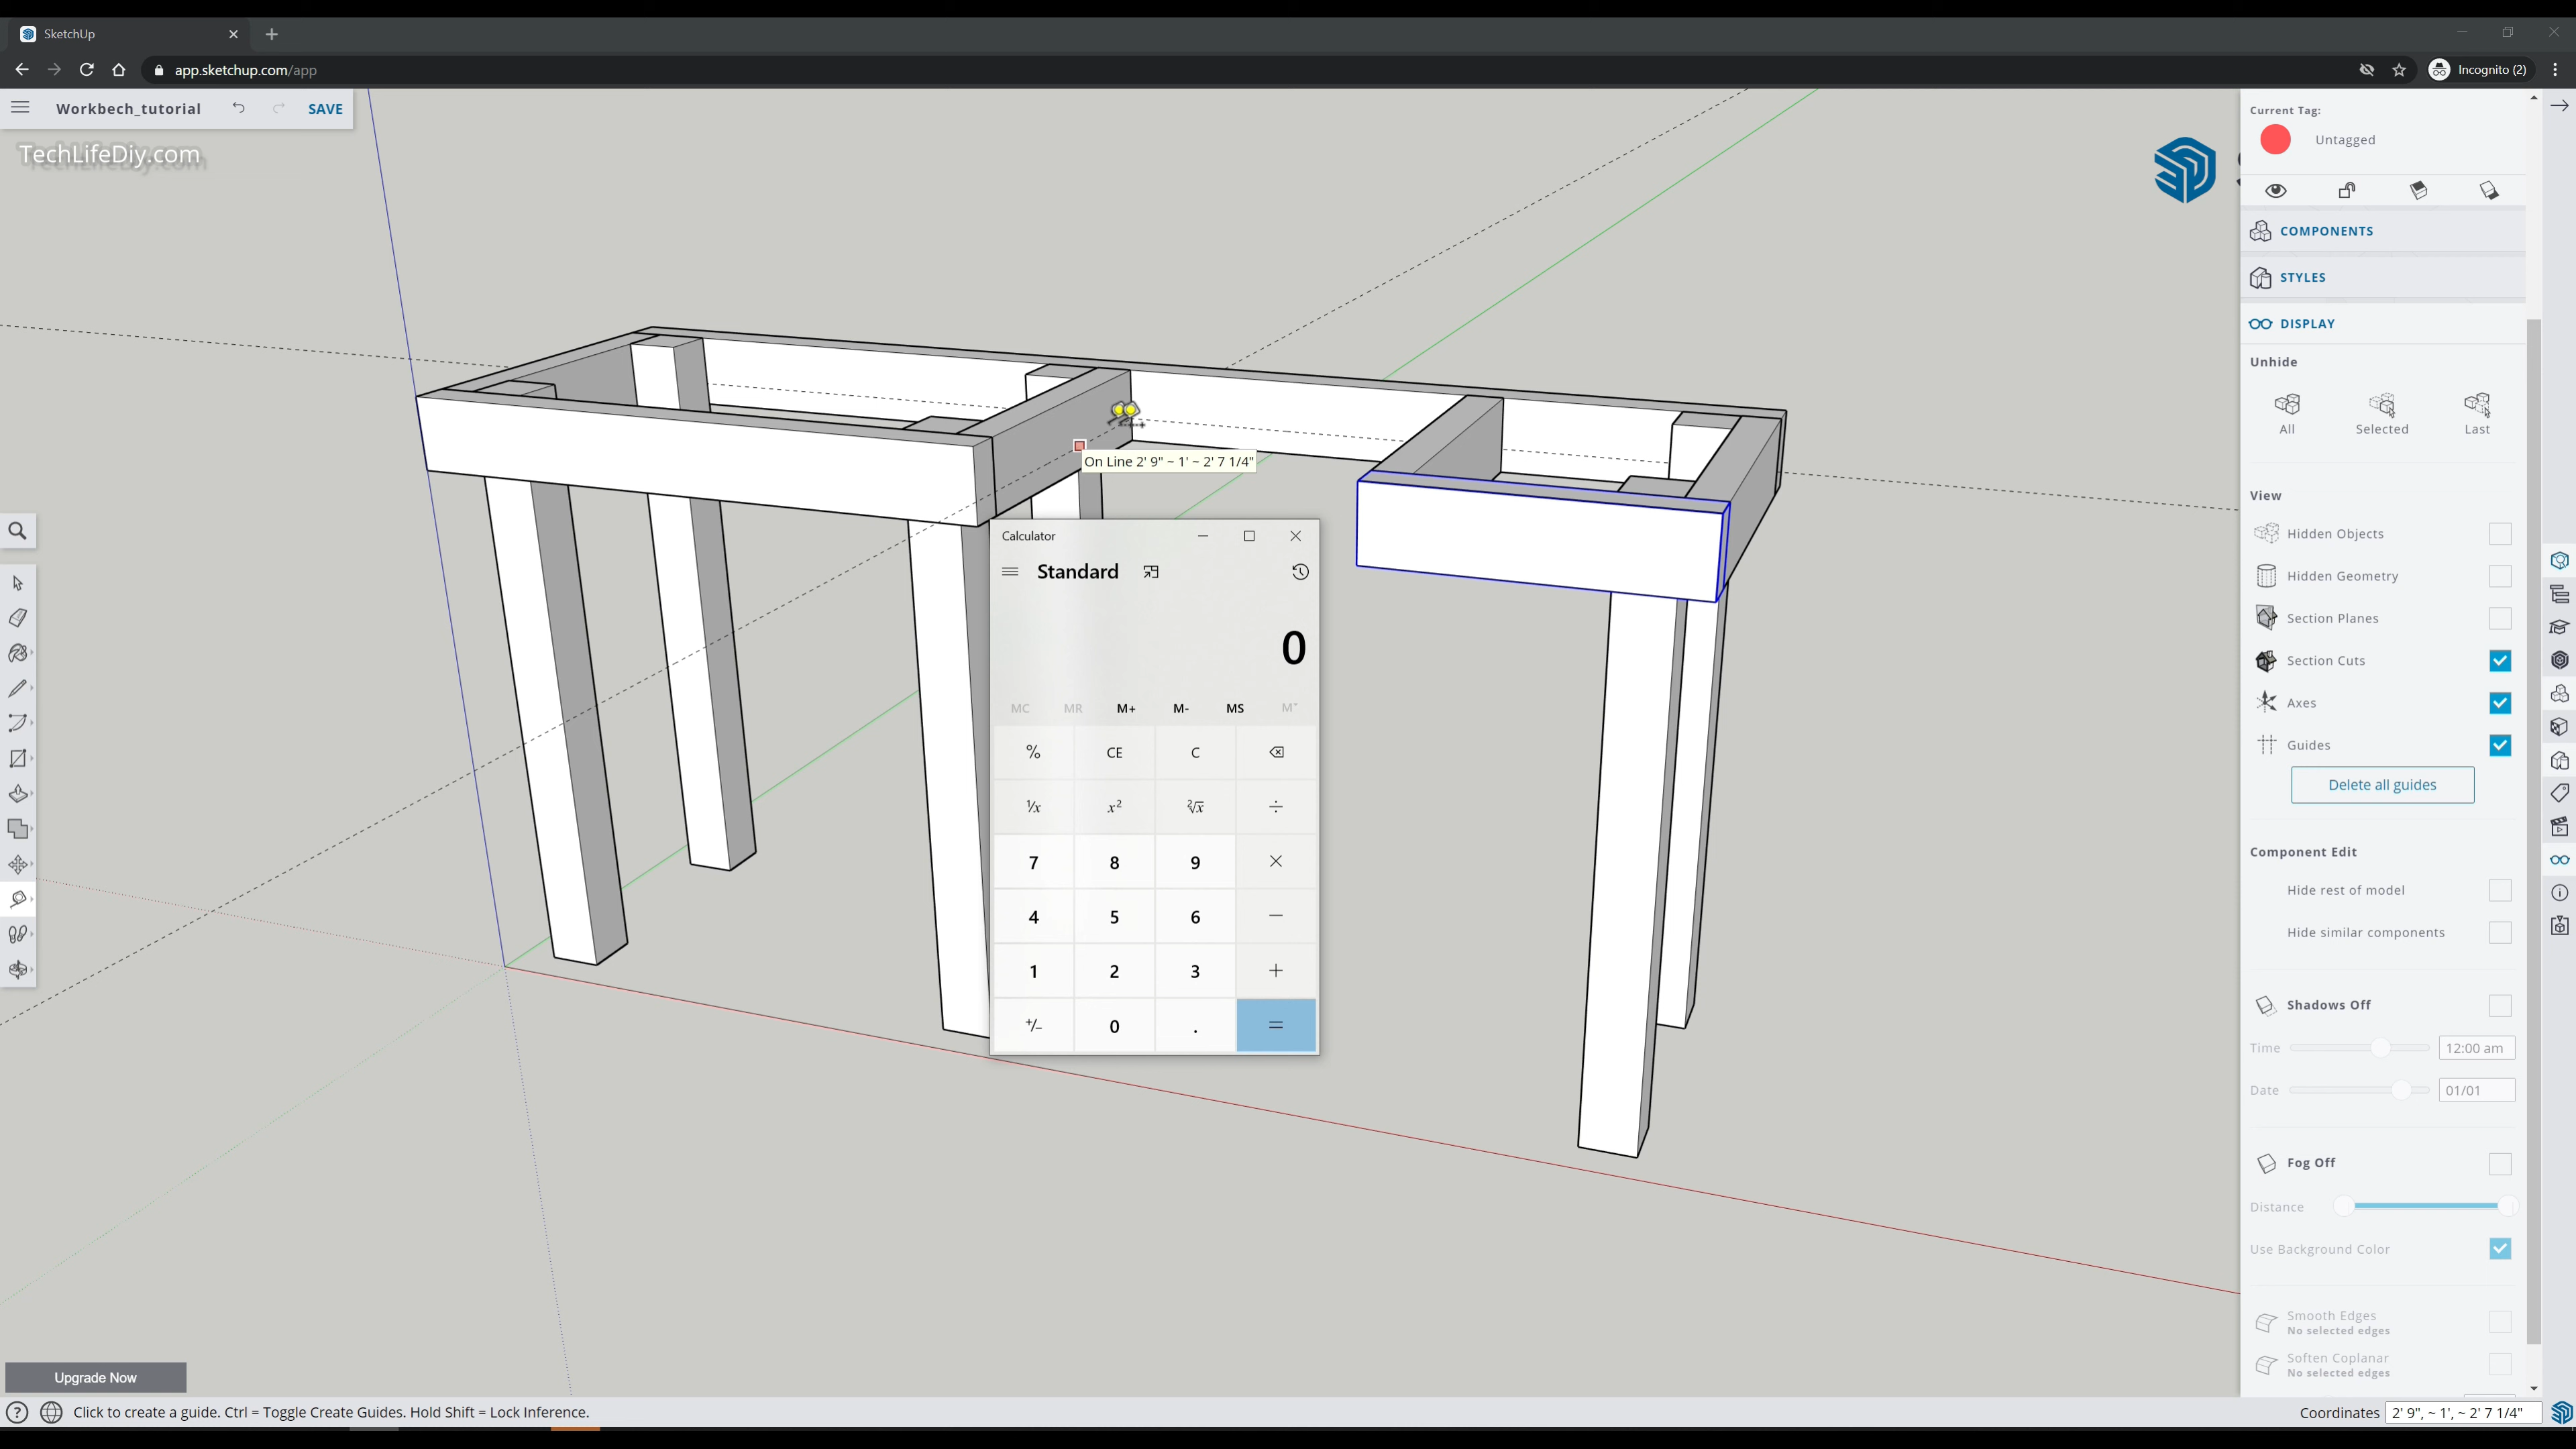 SketchUp
app.sketchup.com/app
Incognito (2)
Workbech_tutorial
SAVE
TechLifeDiy.com
Current Tag:
Untagged
COMPONENTS
STYLES
DISPLAY
Unhide
All
Selected
Last
View
Hidden Objects
Hidden Geometry
Section Planes
Section Cuts
Axes
Guides
Delete all guides
Component Edit
Hide rest of model
Hide similar components
Shadows Off
Time
12:00 am
Date
01/01
Fog Off
Distance
Use Background Color
Smooth Edges
No selected edges
Soften Coplanar
No selected edges
On Line 2' 9" ~ 1' ~ 2' 7 1/4"
Calculator
Standard
0
MC MR M+ M- MS M˅
% CE C
¹/x x² ²√x ÷
7 8 9 ×
4 5 6 −
1 2 3 +
+/− 0 . =
Upgrade Now
Click to create a guide. Ctrl = Toggle Create Guides. Hold Shift = Lock Inference.
Coordinates 2' 9", ~ 1', ~ 2' 7 1/4"